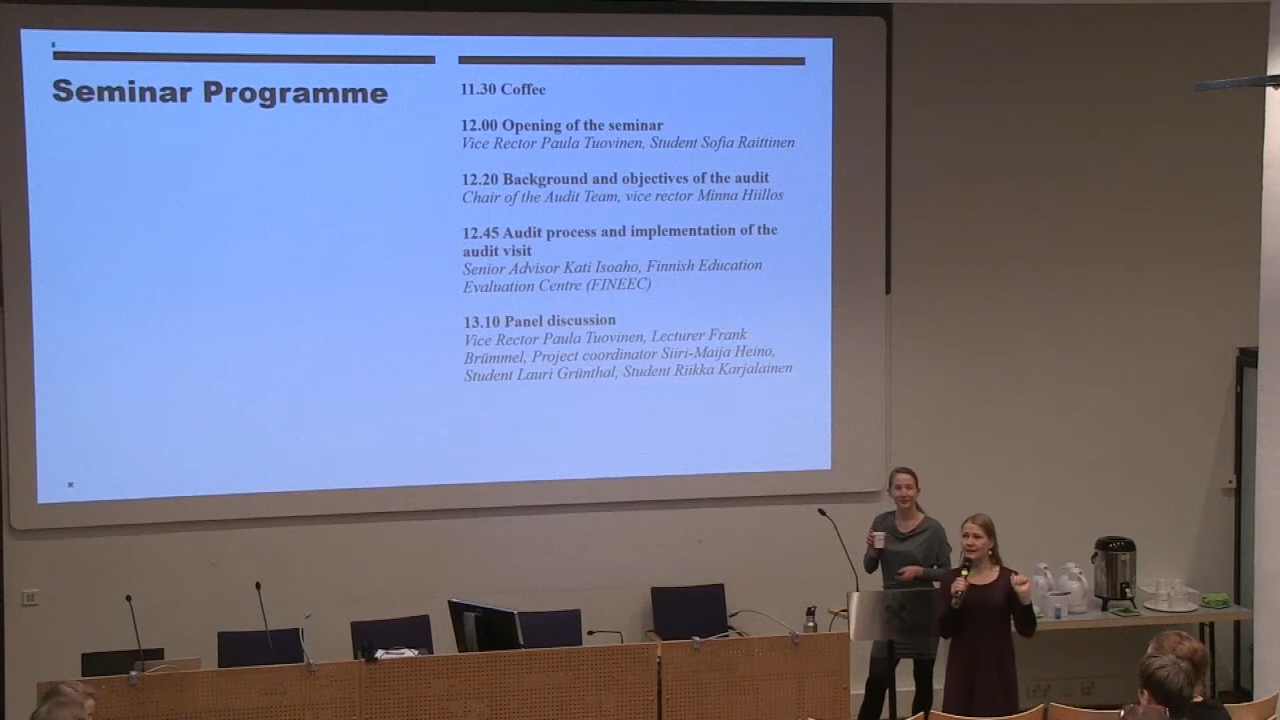 Seminar Programme
11.30 Coffee
12.00 Opening of the seminar
Vice Rector Paula Tuovinen, Student Sofia Raittinen
12.20 Background and objectives of the audit
Chair of the Audit Team, vice rector Minna Hiillos
12.45 Audit process and implementation of the
audit visit
Senior Advisor Kati Isoaho, Finnish Education
Evaluation Centre (FINEEC)
13.10 Panel discussion
Vice Rector Paula Tuovinen, Lecturer Frank
Brümmel, Project coordinator Siiri-Maija Heino,
Student Lauri Grünthal, Student Riikka Karjalainen